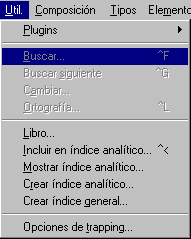 Util. Composición Tipos Elemento
Plugins
Buscar... ^F
Buscar siguiente ^G
Cambiar...
Ortografía... ^L
Libro...
Incluir en índice analítico... ^<
Mostrar índice analítico...
Crear índice analítico...
Crear índice general...
Opciones de trapping...